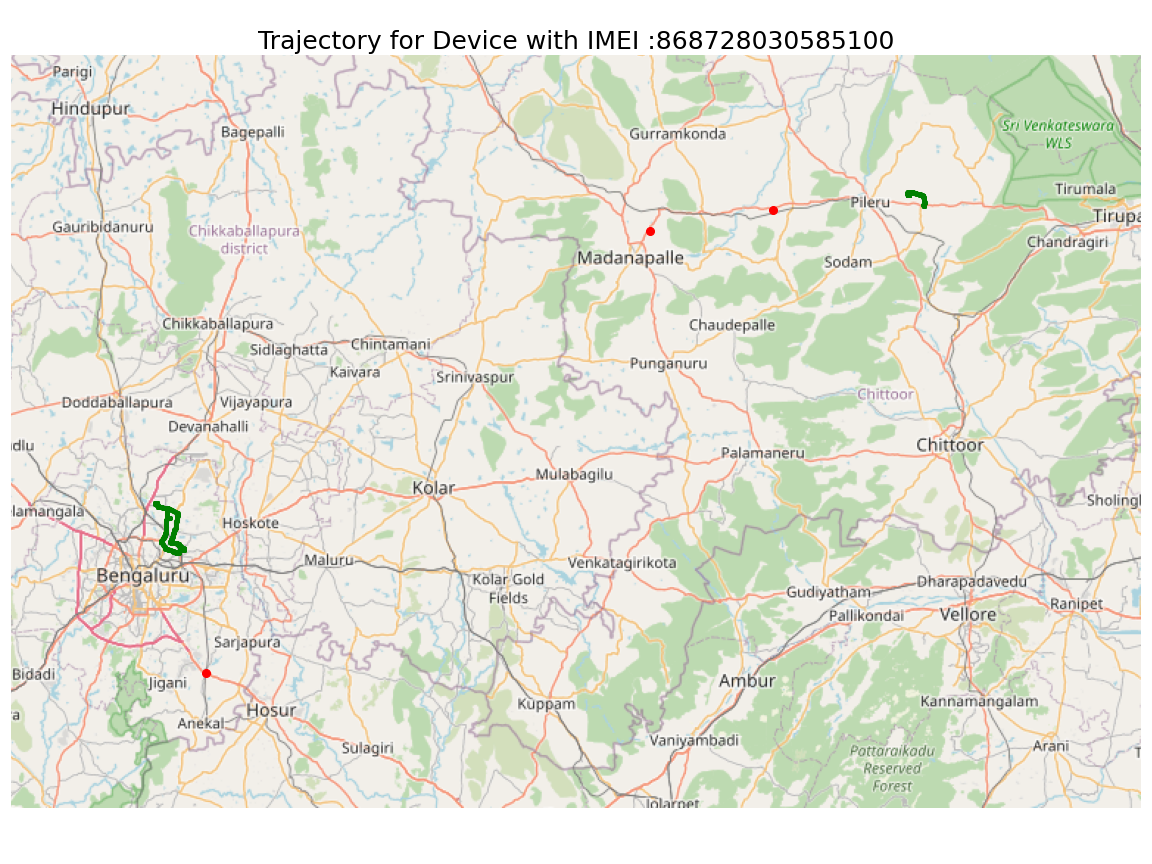 Trajectory for Device with IMEI :868728030585100
Parigi
Hindupur
Bagepalli
Gurramkonda
Sri Venkateswara
WLS
Tirumala
Pileru
Tirupa
Gauribidanuru
Chikkaballapura
district
Chandragiri
Madanapalle
Sodam
Chikkaballapura
Chaudepalle
Sidlaghatta
Chintamani
Kaivara
Srinivaspur
Punganuru
Chittoor
Doddaballapura
Vijayapura
Devanahalli
Chittoor
dlu
Palamaneru
Mulabagilu
Kolar
Sholingl
elamangala
Hoskote
Maluru
Venkatagirikota
Bengaluru
Kolar Gold
Fields
Dharapadavedu
Gudiyatham
Pallikondai
Vellore
Ranipet
Sarjapura
Bidadi
Jigani
Ambur
Kannamangalam
Kuppam
Hosur
a
Anekal
Sulagiri
Vaniyambadi
Pattaraikadu
Reserved
Forest
Arani
T
Jolarpet